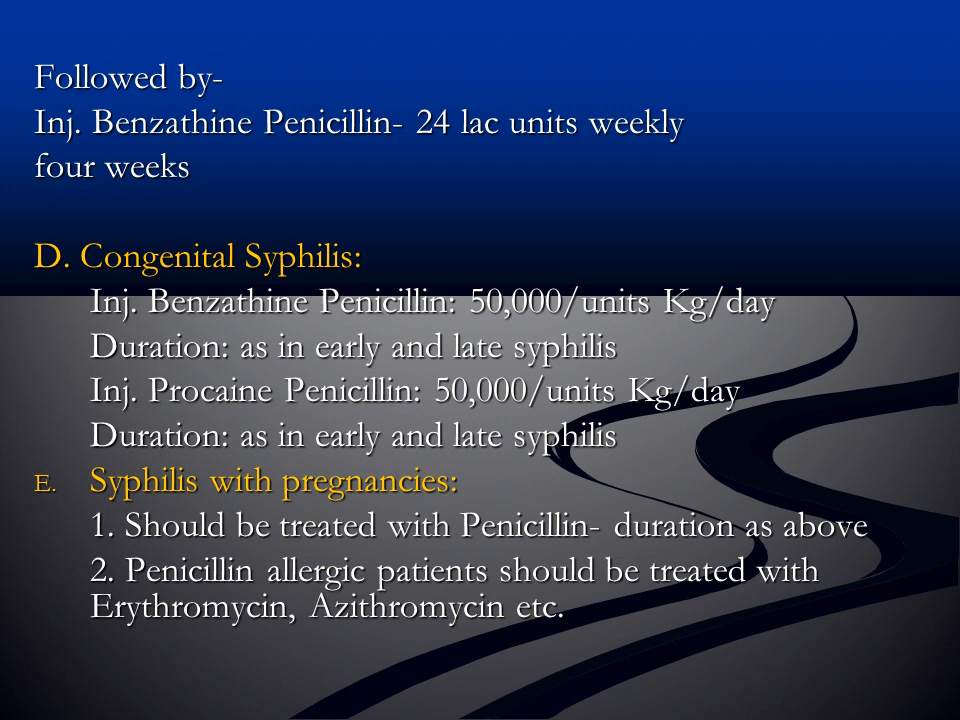 Followed by-
Inj. Benzathine Penicillin- 24 lac units weekly
four weeks
D. Congenital Syphilis:
Inj. Benzathine Penicillin: 50,000/units Kg/day
Duration: as in early and late syphilis
Inj. Procaine Penicillin: 50,000/units Kg/day
Duration: as in early and late syphilis
E. Syphilis with pregnancies:
1. Should be treated with Penicillin- duration as above
2. Penicillin allergic patients should be treated with
Erythromycin, Azithromycin etc.